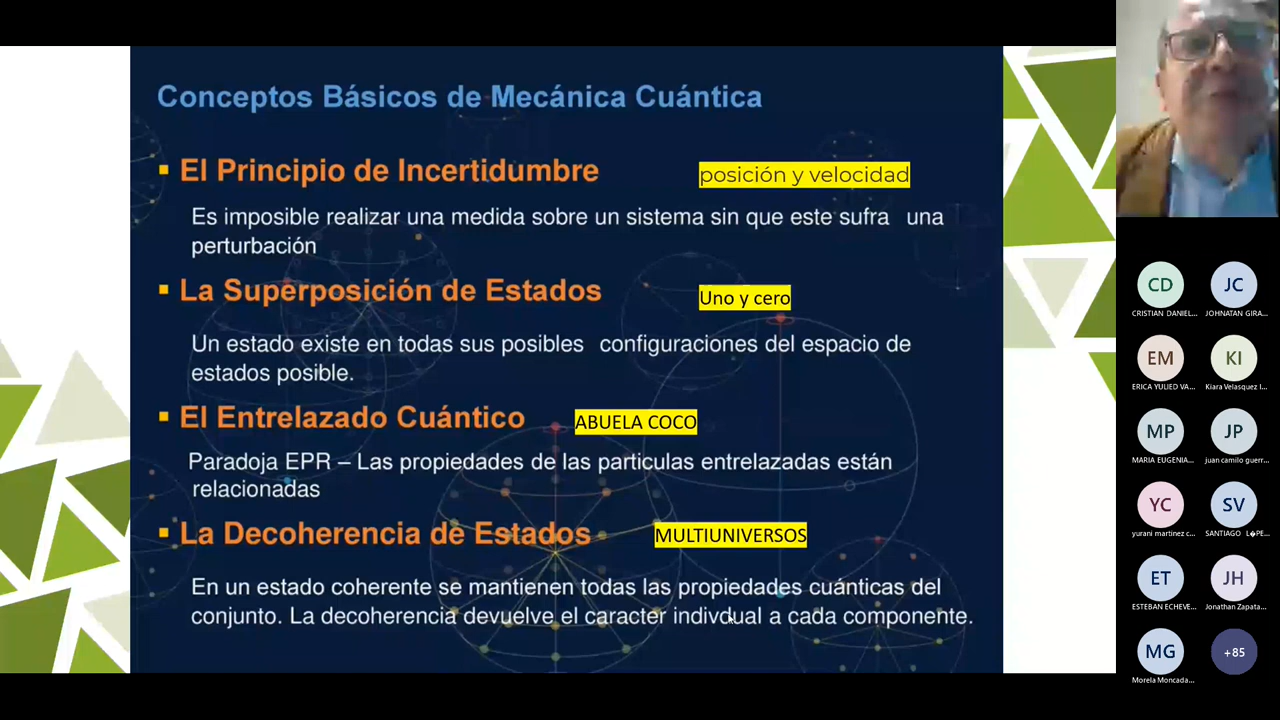 Conceptos Básicos de Mecánica Cuántica
▪ El Principio de Incertidumbre posición y velocidad
Es imposible realizar una medida sobre un sistema sin que este sufra una
perturbación
▪ La Superposición de Estados Uno y cero
Un estado existe en todas sus posibles configuraciones del espacio de
estados posible.
▪ El Entrelazado Cuántico ABUELA COCO
Paradoja EPR – Las propiedades de las particulas entrelazadas están
relacionadas
▪ La Decoherencia de Estados MULTIUNIVERSOS
En un estado coherente se mantienen todas las propiedades cuánticas del
conjunto. La decoherencia devuelve el caracter indivdual a cada componente.
CD JC
CRISTIAN DANIEL... JOHNATAN GIRA...
EM KI
ERICA YULIED VA... Kiara Velasquez I...
MP JP
MARIA EUGENIA... juan camilo guerr...
YC SV
yurani martinez c... SANTIAGO L�PE...
ET JH
ESTEBAN ECHEVE... Jonathan Zapata...
MG +85
Morela Moncada...